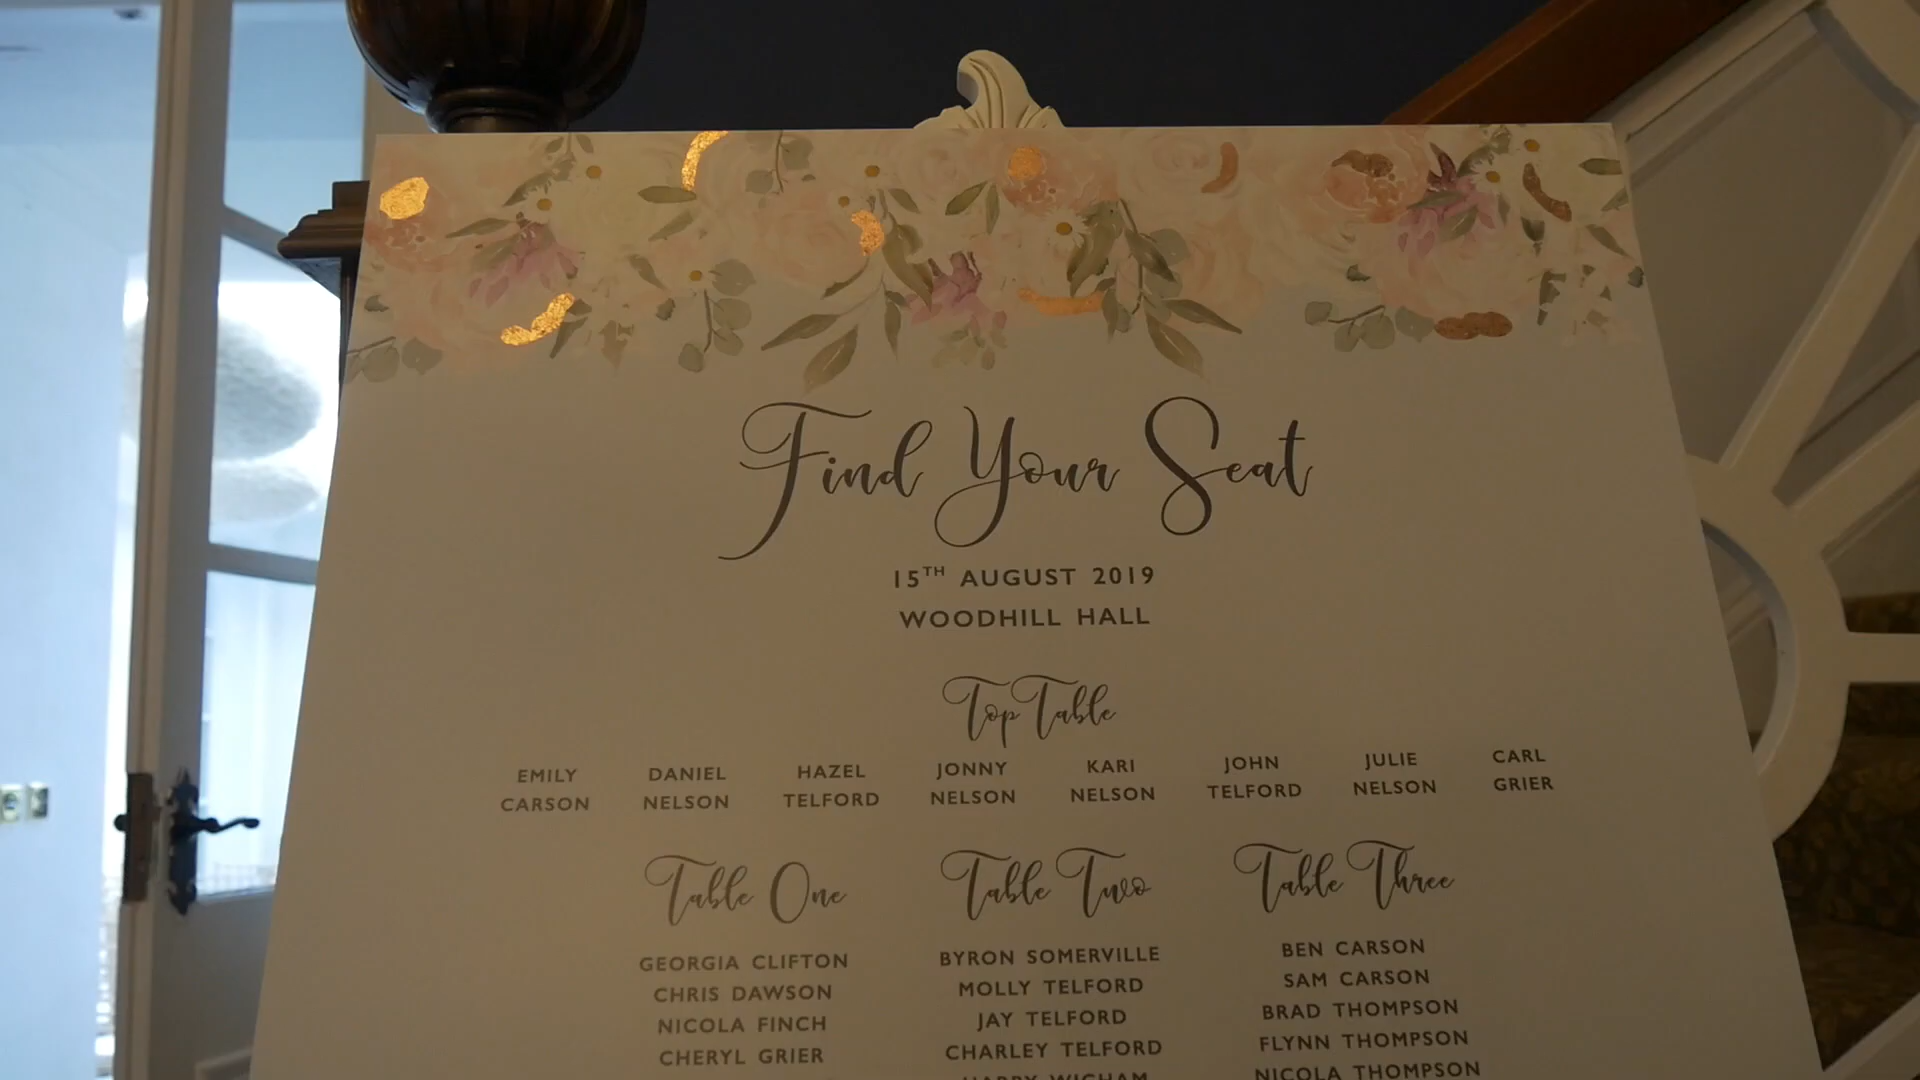 Find Your Seat
15TH AUGUST 2019
WOODHILL HALL
Top Table
EMILY CARSON
DANIEL NELSON
HAZEL TELFORD
JONNY NELSON
KARI NELSON
JOHN TELFORD
JULIE NELSON
CARL GRIER
Table One
GEORGIA CLIFTON
CHRIS DAWSON
NICOLA FINCH
CHERYL GRIER
Table Two
BYRON SOMERVILLE
MOLLY TELFORD
JAY TELFORD
CHARLEY TELFORD
HARRY WIGHAM
Table Three
BEN CARSON
SAM CARSON
BRAD THOMPSON
FLYNN THOMPSON
NICOLA THOMPSON